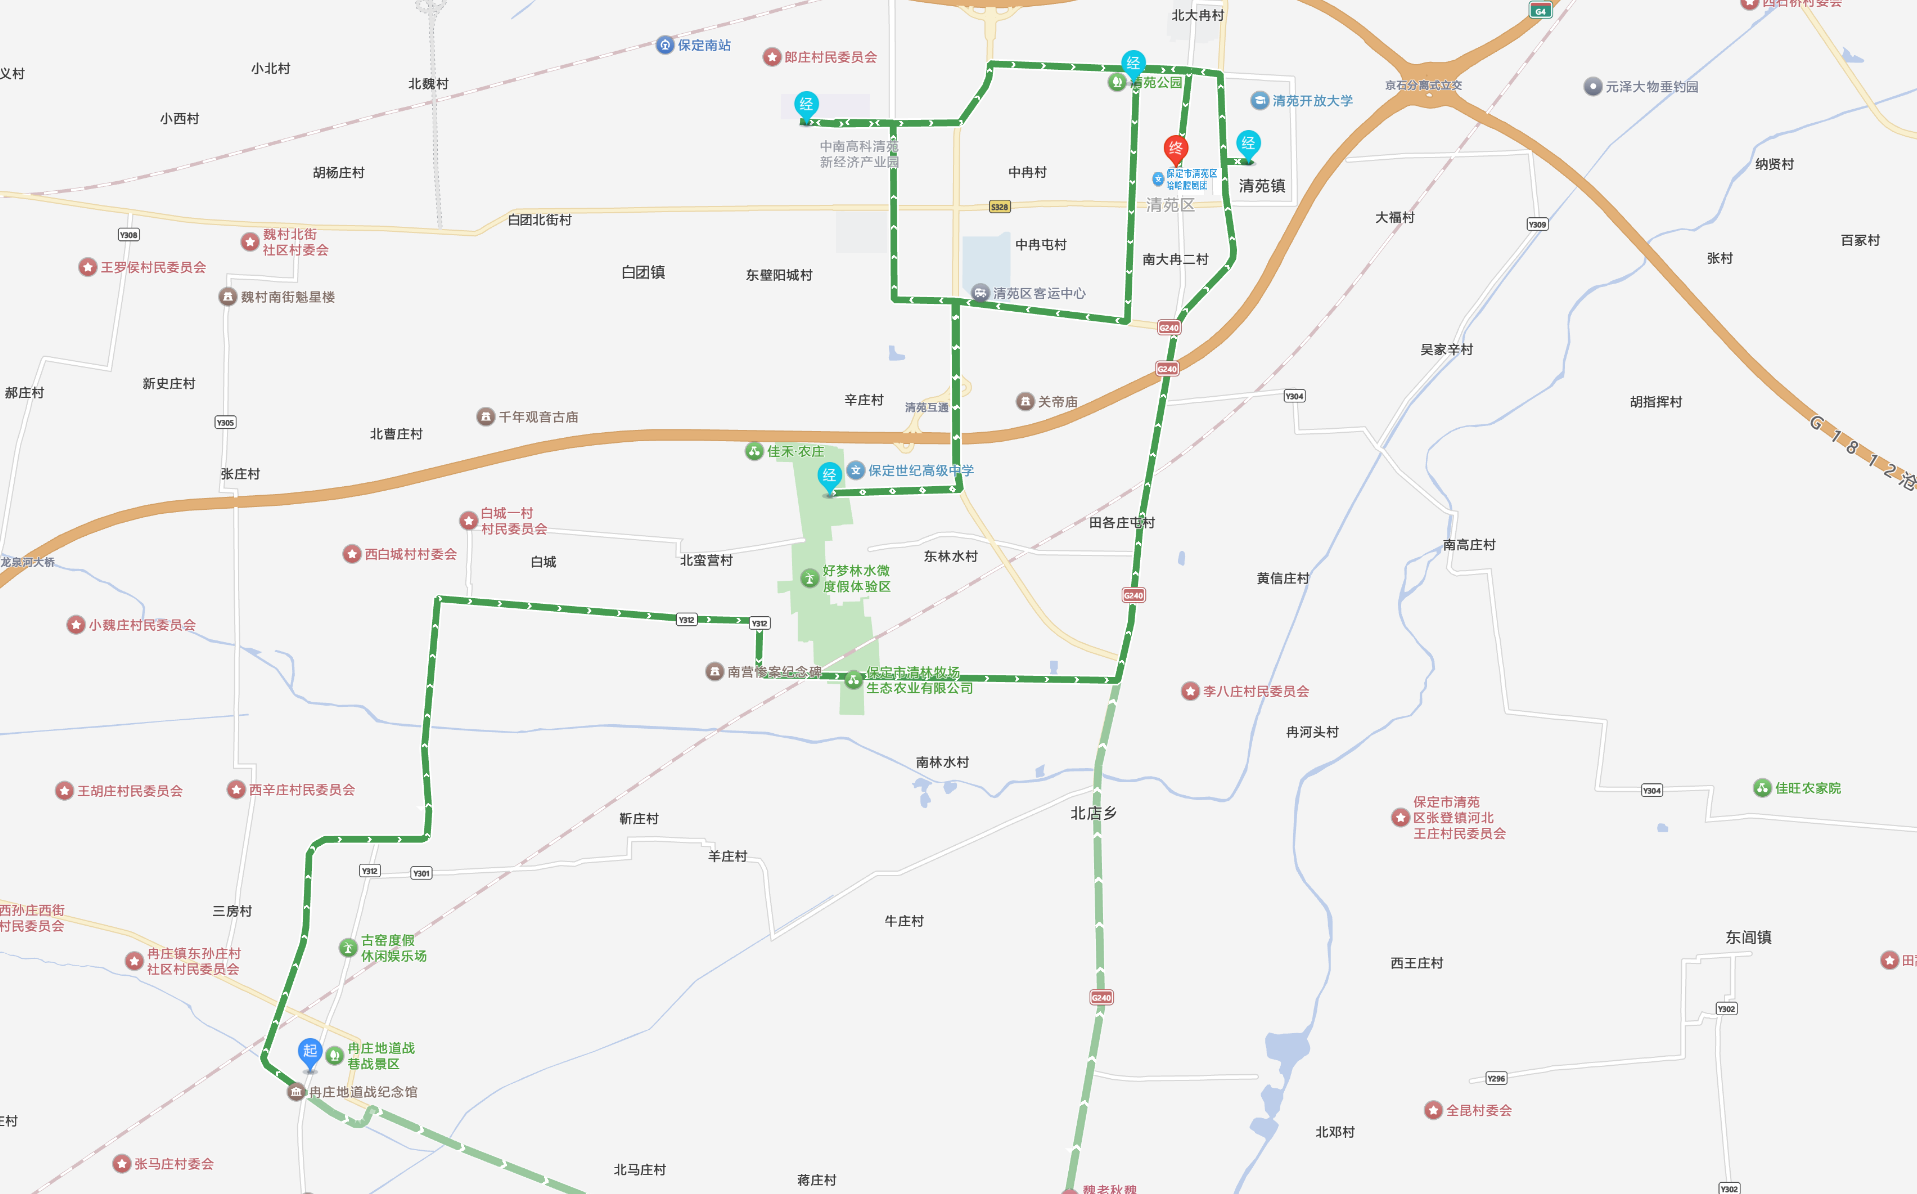 北大冉村
G4
西石桥村委会
保定南站
郎庄村民委员会
义村
小北村
北魏村
经
清苑公园
京石分离式立交
元泽大物垂钓园
清苑开放大学
经
小西村
中南高科清苑
新经济产业园
终
经
胡杨庄村
中冉村
保定市清苑区
哈哈腔剧团
清苑镇
纳贤村
清苑区
S328
白团北街村
大福村
Y309
Y308
魏村北街
社区村委会
中冉屯村
百冢村
王罗侯村民委员会
白团镇
东壁阳城村
南大冉二村
张村
魏村南街魁星楼
清苑区客运中心
G240
吴家辛村
G240
新史庄村
郝庄村
辛庄村
清苑互通
关帝庙
Y304
胡指挥村
千年观音古庙
Y305
北曹庄村
G1812沧
佳禾·农庄
张庄村
经
保定世纪高级中学
白城一村
村民委员会
田各庄屯村
南高庄村
西白城村村委会
白城
北蛮营村
东林水村
龙泉河大桥
好梦林水微
度假体验区
黄信庄村
G240
小魏庄村民委员会
Y312
Y312
南营惨案纪念碑
保定市清林牧场
生态农业有限公司
李八庄村民委员会
冉河头村
南林水村
王胡庄村民委员会
西辛庄村民委员会
Y304
佳旺农家院
北店乡
保定市清苑
区张登镇河北
王庄村民委员会
靳庄村
羊庄村
Y312
Y301
西孙庄西街
村民委员会
三房村
牛庄村
古窑度假
休闲娱乐场
东闾镇
冉庄镇东孙庄村
社区村民委员会
西王庄村
田
G240
Y302
起
冉庄地道战
巷战景区
Y296
冉庄地道战纪念馆
全昆村委会
庄村
北邓村
张马庄村委会
北马庄村
蒋庄村
魏老秋魏
Y302